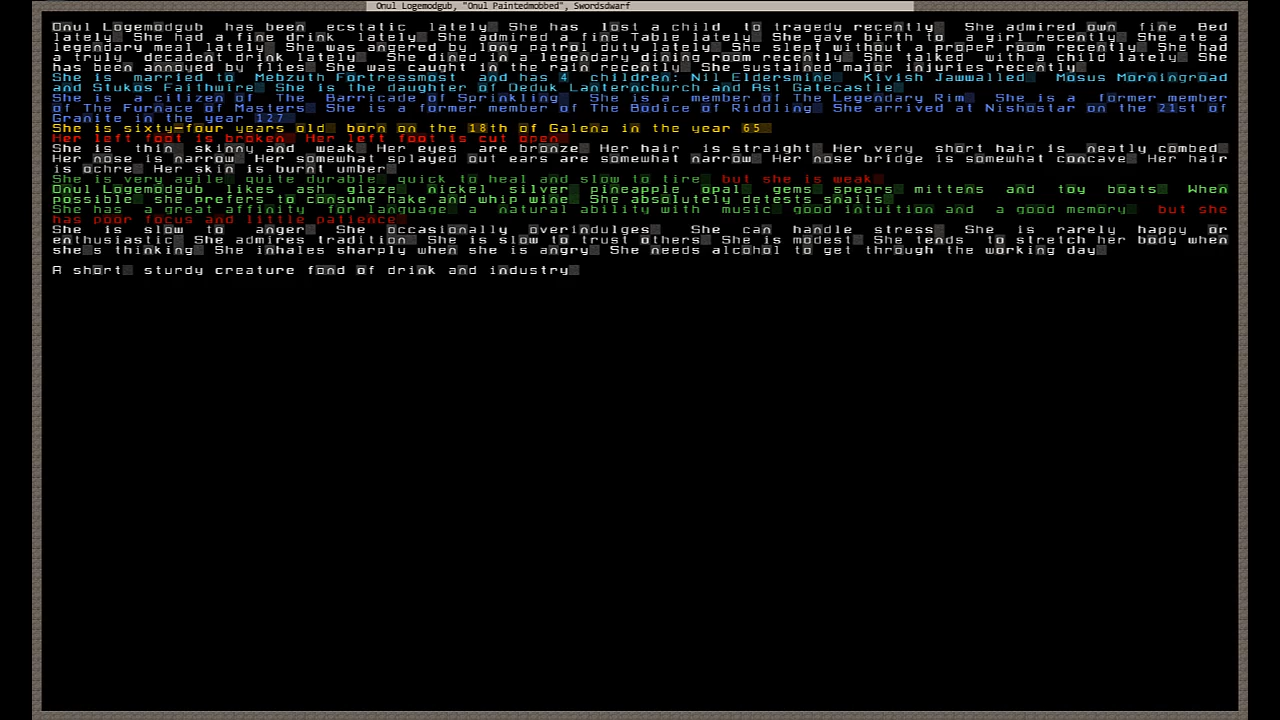 Onul Logemodgub, "Onul Paintedmobbed", Swordsdwarf
Onul Logemodgub has been ecstatic lately. She has lost a child to tragedy recently. She admired own fine Bed
lately. She had a fine drink lately. She admired a fine Table lately. She gave birth to a girl recently. She ate a
legendary meal lately. She was angered by long patrol duty lately. She slept without a proper room recently. She had
a truly decadent drink lately. She dined in a legendary dining room recently. She talked with a child lately. She
has been annoyed by flies. She was caught in the rain recently. She sustained major injuries recently.
She is married to Mebzuth Fortressmost and has 4 children: Nil Eldersmine, Kivish Jawwalled, Mosus Morningroad
and Stukos Faithwire. She is the daughter of Deduk Lanternchurch and Ast Gatecastle.
She is a citizen of The Barricade of Sprinkling. She is a member of The Legendary Rim. She is a former member
of The Furnace of Masters. She is a former member of The Bodice of Riddling. She arrived at Nishostar on the 21st of
Granite in the year 127.
She is sixty-four years old, born on the 18th of Galena in the year 65.
Her left foot is broken. Her left foot is cut open.
She is thin, skinny and weak. Her eyes are bronze. Her hair is straight. Her very short hair is neatly combed.
Her nose is narrow. Her somewhat splayed out ears are somewhat narrow. Her nose bridge is somewhat concave. Her hair
is ochre. Her skin is burnt umber.
She is very agile, quite durable, quick to heal and slow to tire, but she is weak.
Onul Logemodgub likes ash glaze, nickel silver, pineapple opal, gems, spears, mittens and toy boats. When
possible, she prefers to consume hake and whip wine. She absolutely detests snails.
She has a great affinity for language, a natural ability with music, good intuition and a good memory, but she
has poor focus and little patience.
She is slow to anger. She occasionally overindulges. She can handle stress. She is rarely happy or
enthusiastic. She admires tradition. She is slow to trust others. She is modest. She tends to stretch her body when
she's thinking. She inhales sharply when she is angry. She needs alcohol to get through the working day.
A short, sturdy creature fond of drink and industry.